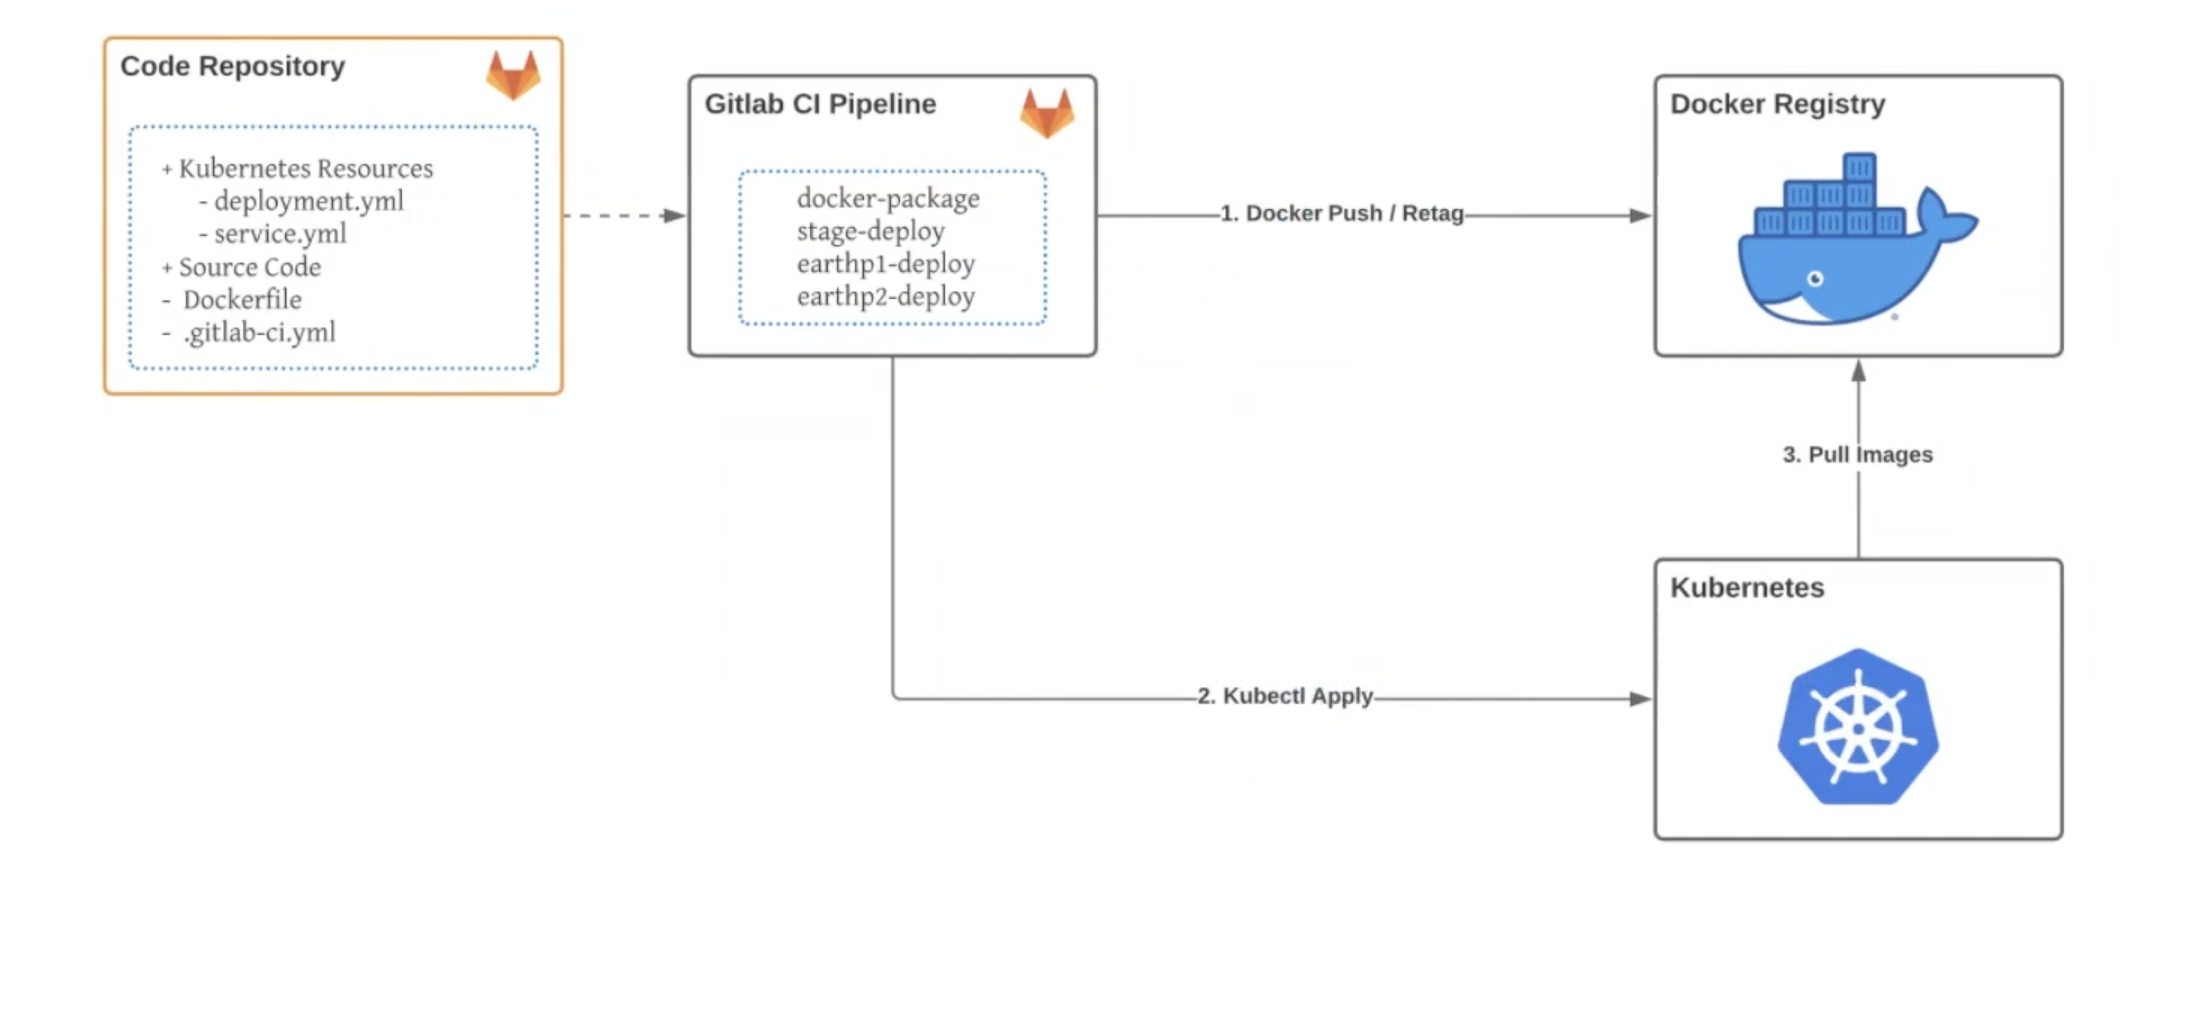 Code Repository
+ Kubernetes Resources
- deployment.yml
- service.yml
+ Source Code
- Dockerfile
- .gitlab-ci.yml
Gitlab CI Pipeline
docker-package
stage-deploy
earthp1-deploy
earthp2-deploy
1. Docker Push / Retag
Docker Registry
3. Pull Images
2. Kubectl Apply
Kubernetes